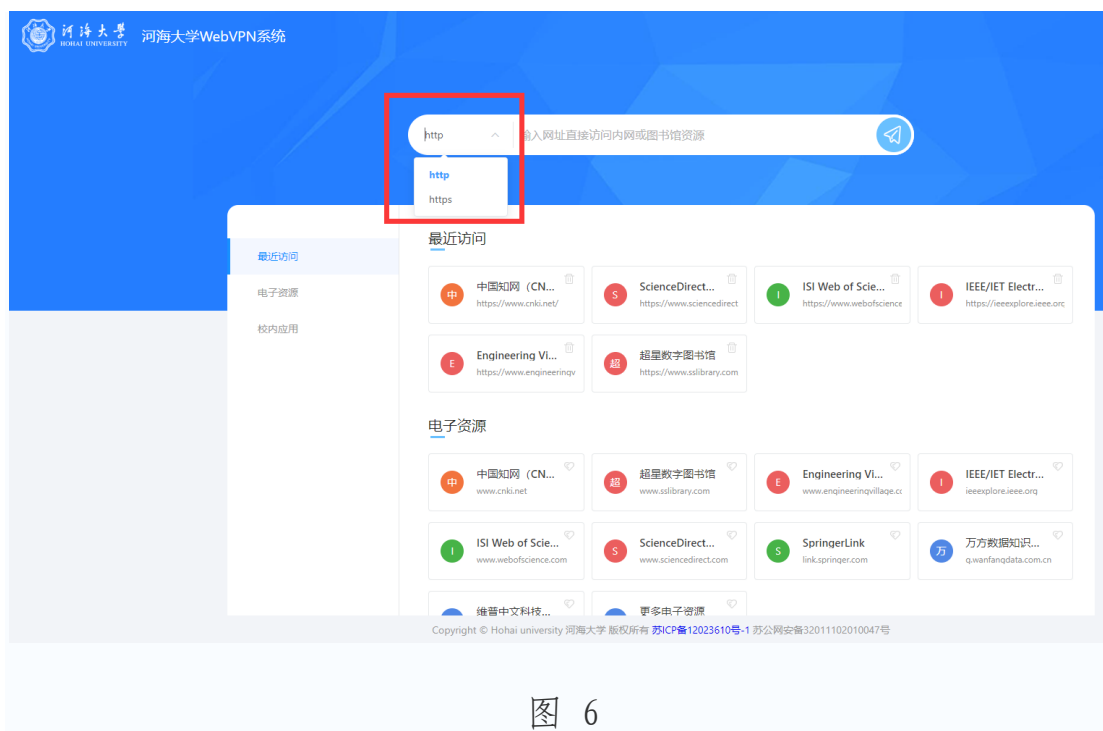 河海大学
HOHAI UNIVERSITY
河海大学WebVPN系统
http
输入网址直接访问内网或图书馆资源
http
https
最近访问
电子资源
校内应用
最近访问
中 中国知网（CN...
https://www.cnki.net/
S ScienceDirect...
https://www.sciencedirect
I ISI Web of Scie...
https://www.webofscience
I IEEE/IET Electr...
https://ieeexplore.ieee.org
E Engineering Vi...
https://www.engineeringv
超 超星数字图书馆
https://www.sslibrary.com
电子资源
中 中国知网（CN...
www.cnki.net
超 超星数字图书馆
www.sslibrary.com
E Engineering Vi...
www.engineeringvillage.cc
I IEEE/IET Electr...
ieeexplore.ieee.org
I ISI Web of Scie...
www.webofscience.com
S ScienceDirect...
www.sciencedirect.com
S SpringerLink
link.springer.com
万 万方数据知识...
g.wanfangdata.com.cn
维普中文科技...
更多电子资源
Copyright © Hohai university 河海大学 版权所有 苏ICP备12023610号-1 苏公网安备32011102010047号
图 6